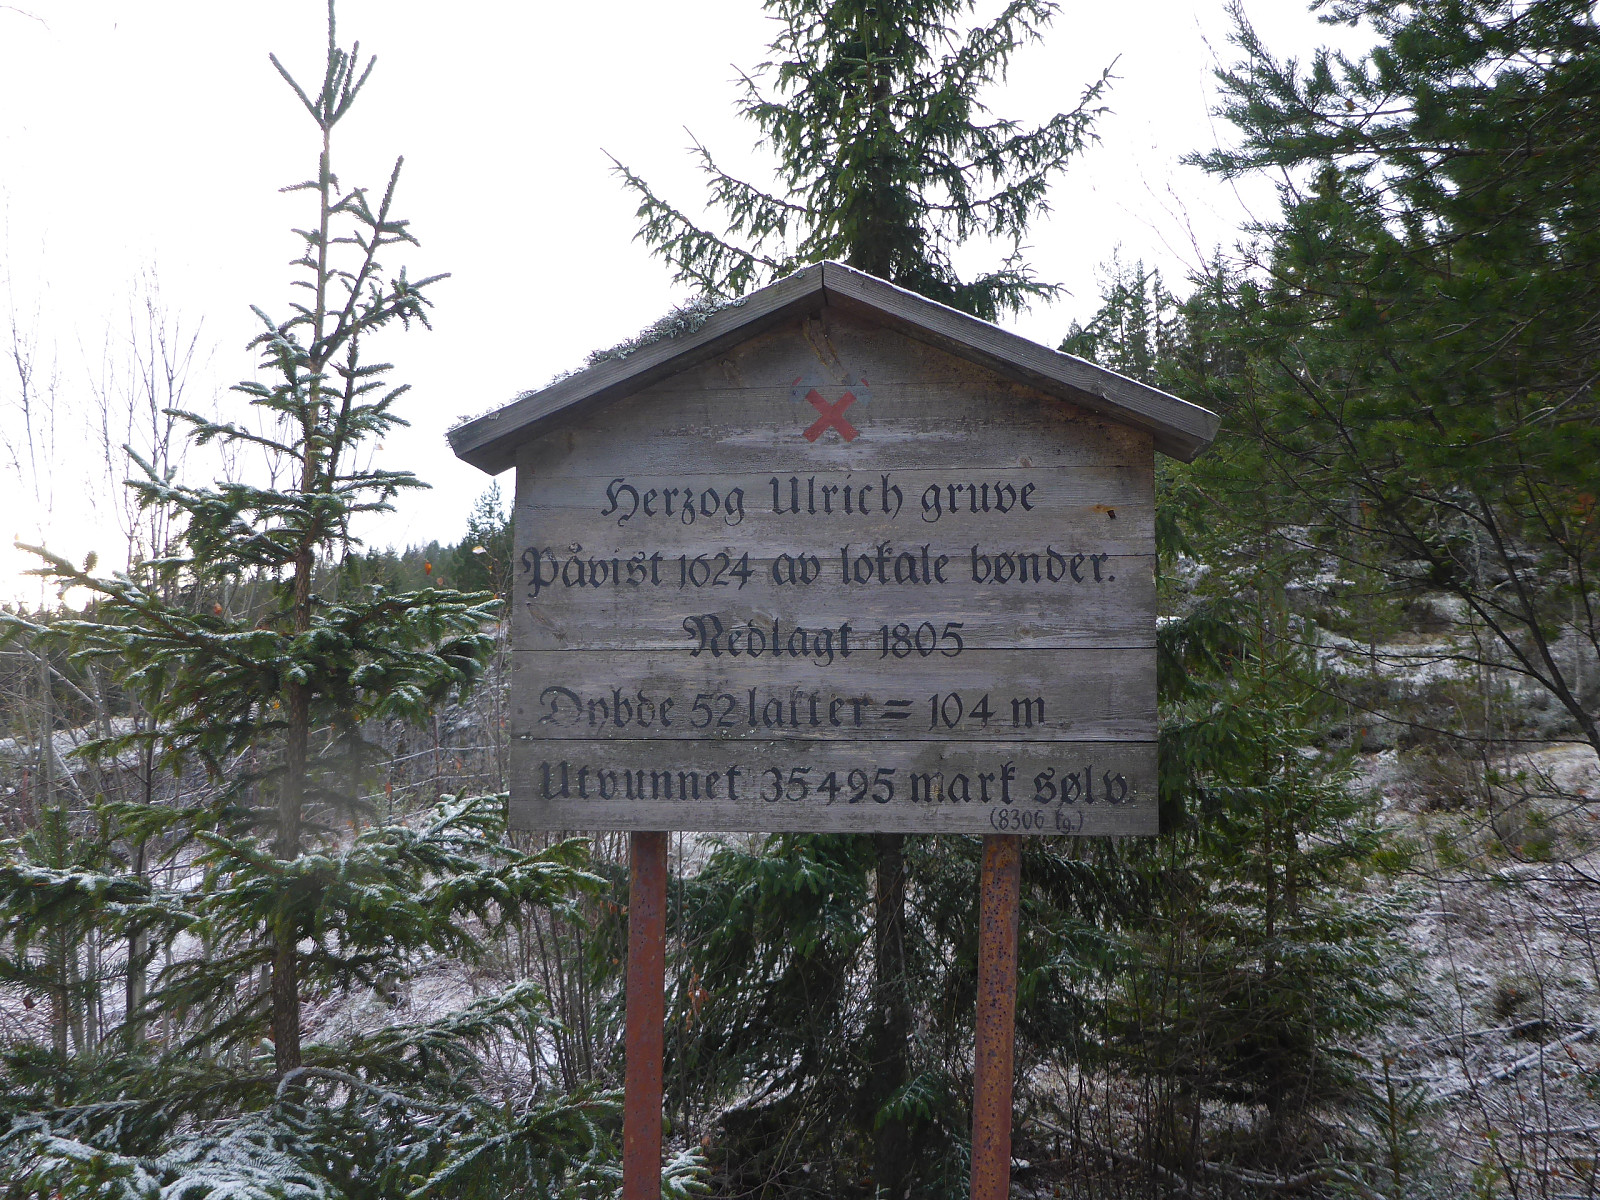 Herzog Ulrich gruve
Påvist 1624 av lokale bønder.
Nedlagt 1805
Dybde 52 lakter = 104 m
Utvunnet 35495 mark sølv.
(8306 kg.)